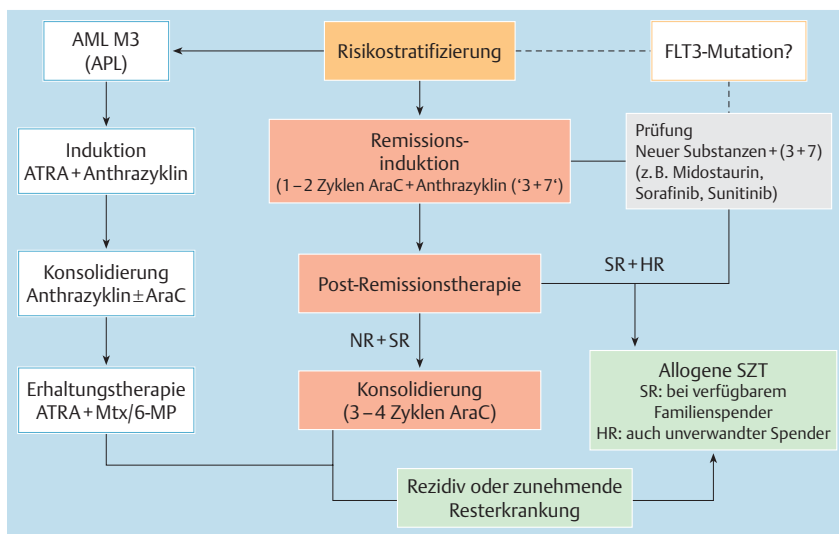 AML M3
(APL)
Risikostratifizierung
FLT3-Mutation?
Induktion
ATRA+Anthrazyklin
Remissions-
induktion
(1–2 Zyklen AraC+Anthrazyklin (‘3+7‘)
Prüfung
Neuer Substanzen+(3+7)
(z.B. Midostaurin,
Sorafinib, Sunitinib)
Konsolidierung
Anthrazyklin±AraC
Post-Remissionstherapie
SR+HR
NR+SR
Erhaltungstherapie
ATRA+Mtx/6-MP
Konsolidierung
(3–4 Zyklen AraC)
Allogene SZT
SR: bei verfügbarem
Familienspender
HR: auch unverwandter Spender
Rezidiv oder zunehmende
Resterkrankung